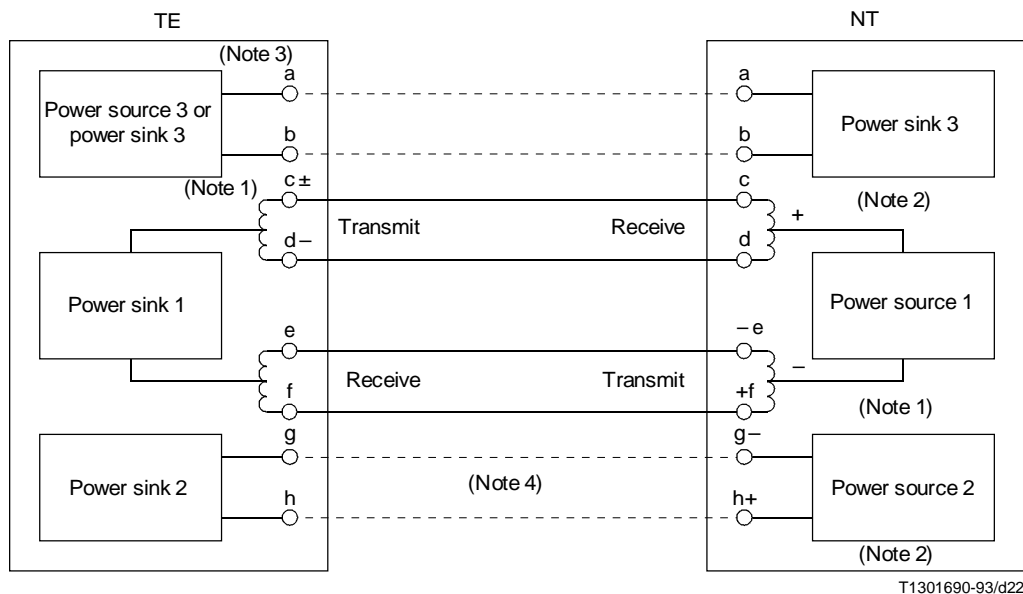 TE
NT
(Note 3)
a
a
Power source 3 or
power sink 3
Power sink 3
b
b
(Note 1)
c ±
c
(Note 2)
+
Transmit
Receive
d –
d
Power sink 1
Power source 1
e
– e
–
Receive
Transmit
f
+f
(Note 1)
g
g–
Power sink 2
(Note 4)
Power source 2
h
h+
(Note 2)
T1301690-93/d22